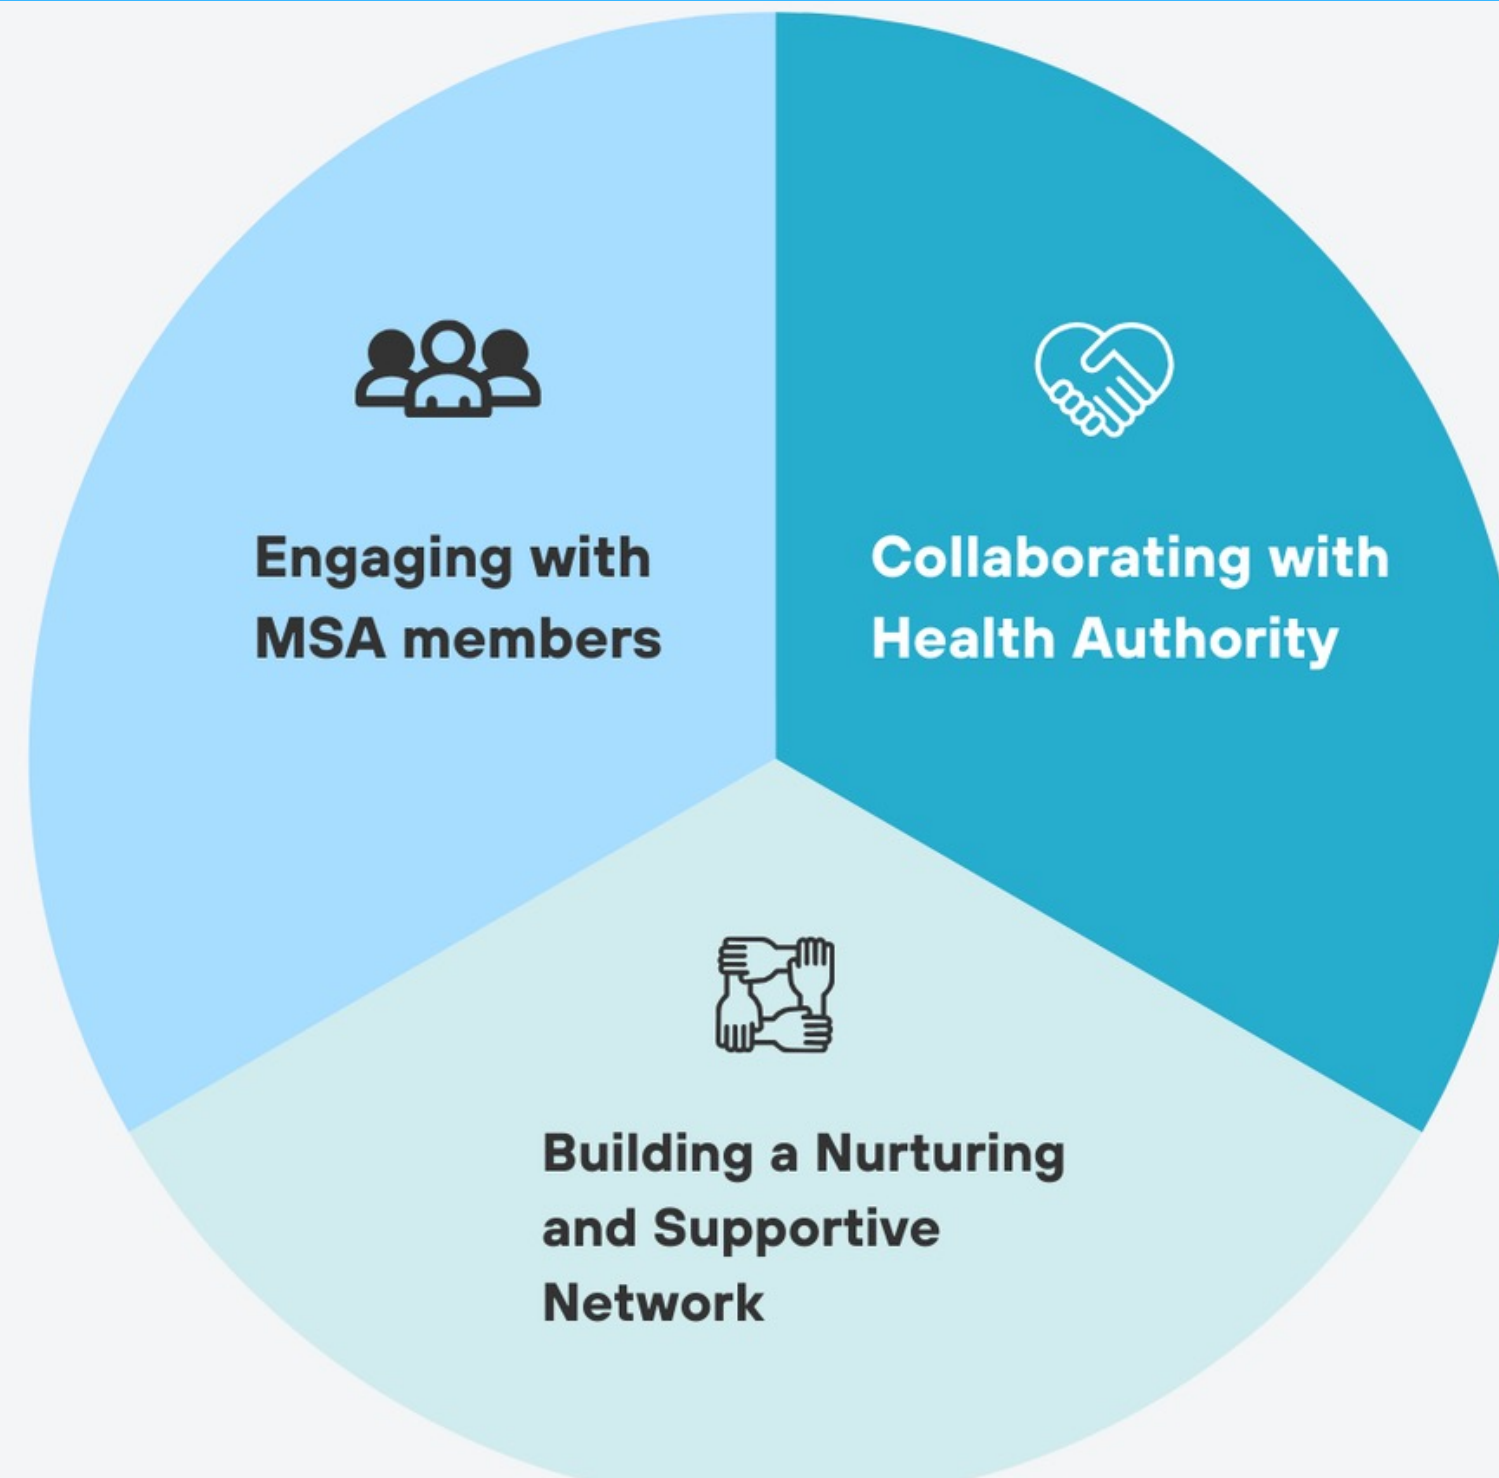 Engaging with
MSA members
Collaborating with
Health Authority
Building a Nurturing
and Supportive
Network